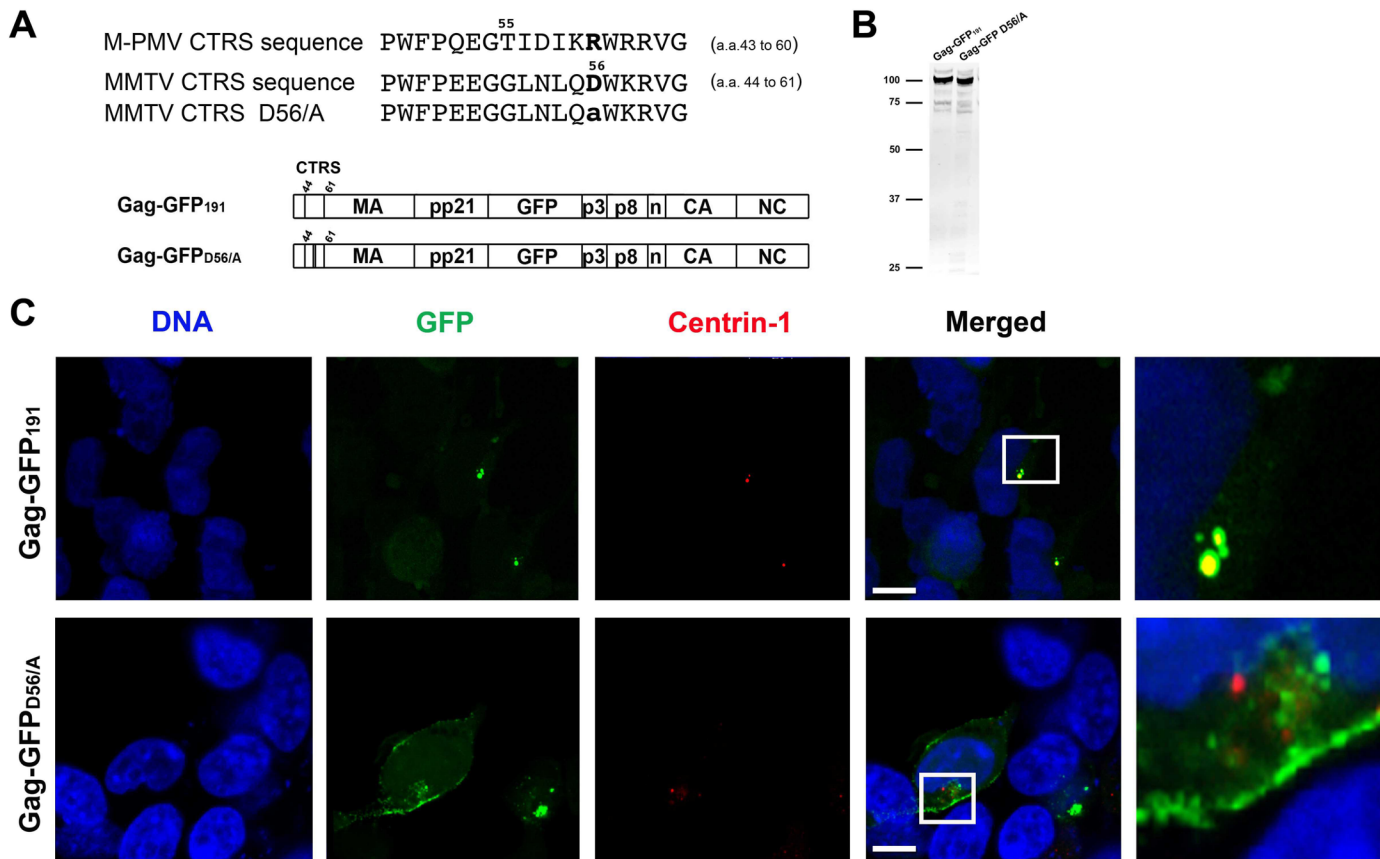 A
55
M-PMV CTRS sequence PWFPQEGTIDIKRWRRVG (a.a.43 to 60)
56
MMTV CTRS sequence PWFPEEGGLNLQDWKRVG (a.a. 44 to 61)
MMTV CTRS D56/A PWFPEEGGLNLQaWKRVG
CTRS
44 61
Gag-GFP191 MA pp21 GFP p3 p8 n CA NC
44 61
Gag-GFPD56/A MA pp21 GFP p3 p8 n CA NC
B
Gag-GFP191
Gag-GFP D56/A
100
75
50
37
25
C
DNA GFP Centrin-1 Merged
Gag-GFP191
Gag-GFPD56/A